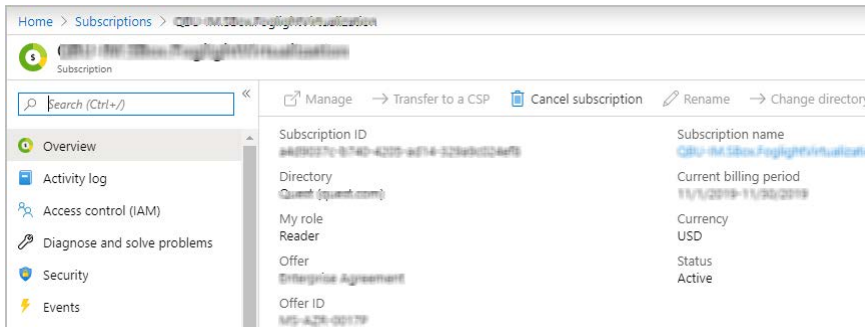 Home > Subscriptions >
Subscription
Search (Ctrl+/)
«
Manage → Transfer to a CSP Cancel subscription Rename → Change directory
Overview
Activity log
Access control (IAM)
Diagnose and solve problems
Security
Events
Subscription ID
Directory
My role
Reader
Offer
Offer ID
Subscription name
Current billing period
Currency
USD
Status
Active